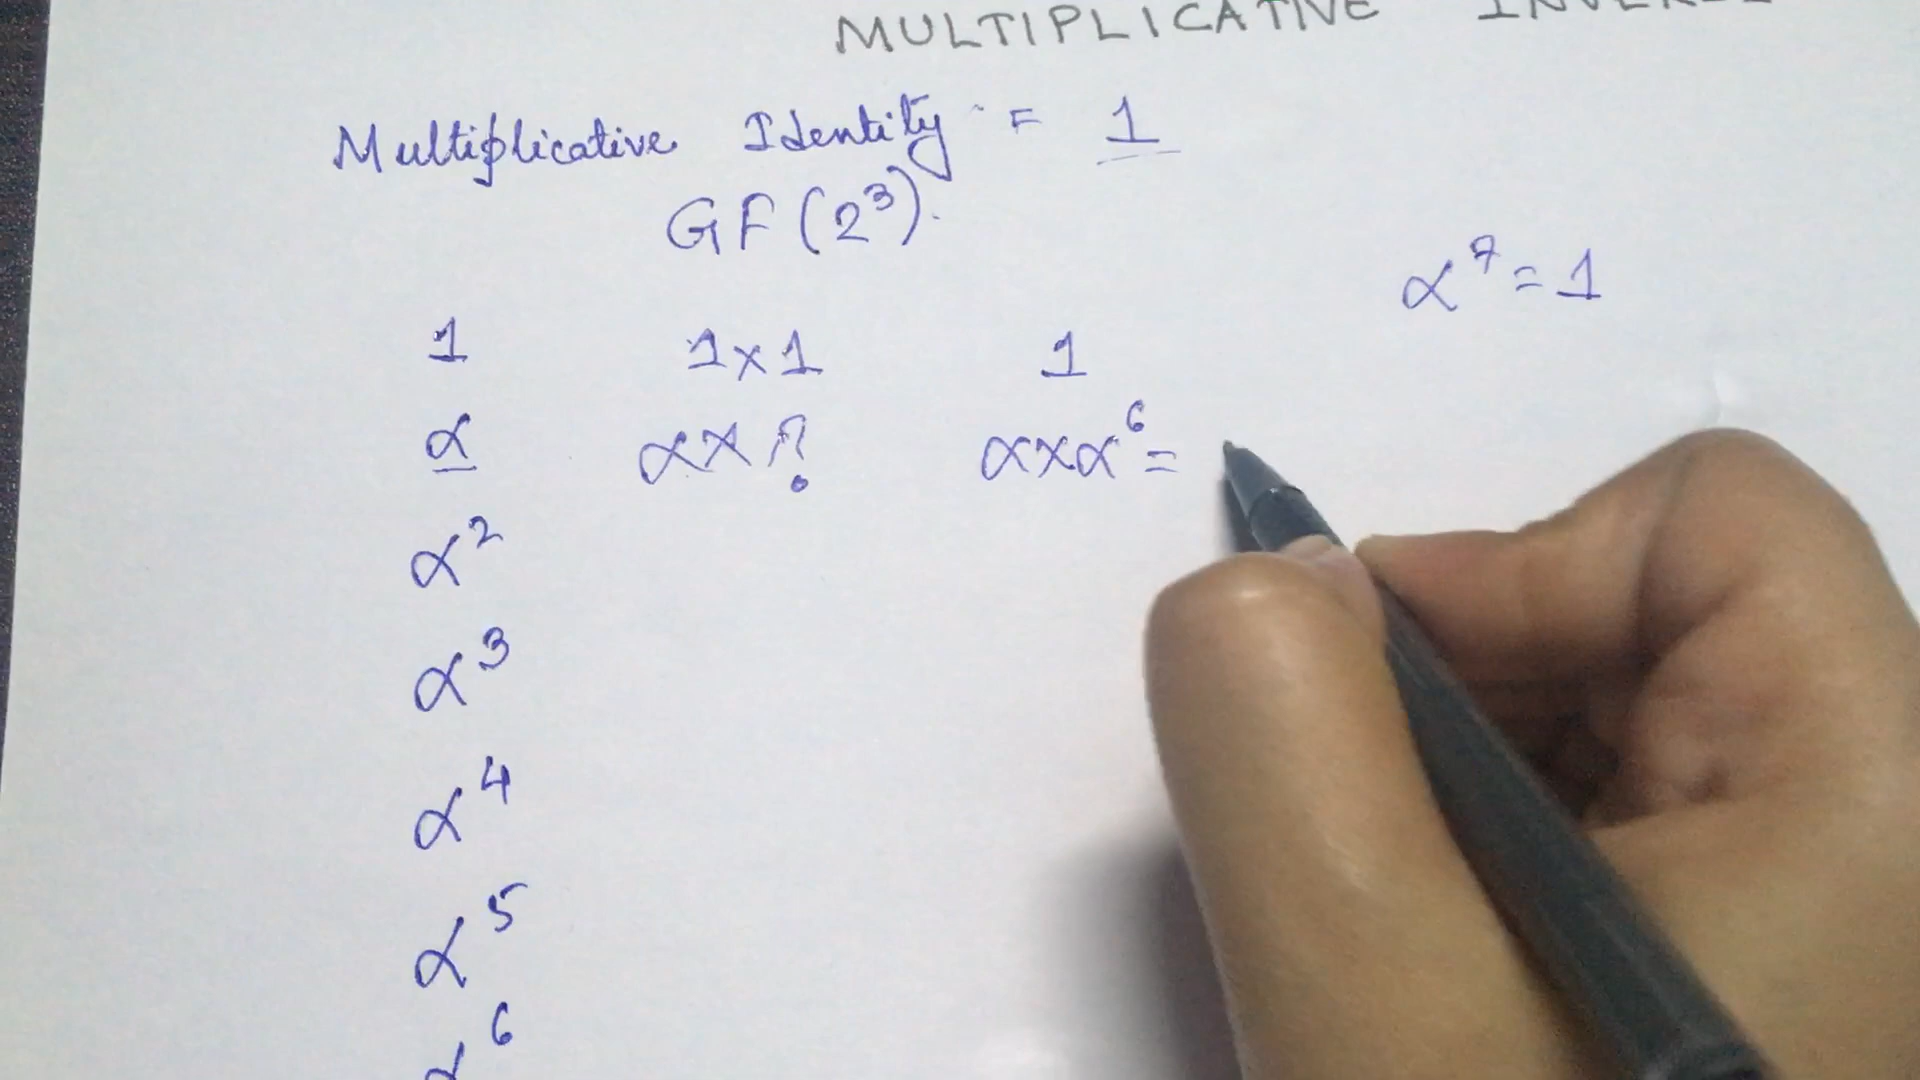 MULTIPLICATIVE
Multiplicative Identity = 1
GF(2³).
α⁷ = 1
1 1×1 1
α α×? α×α⁶ =
α²
α³
α⁴
α⁵
α⁶